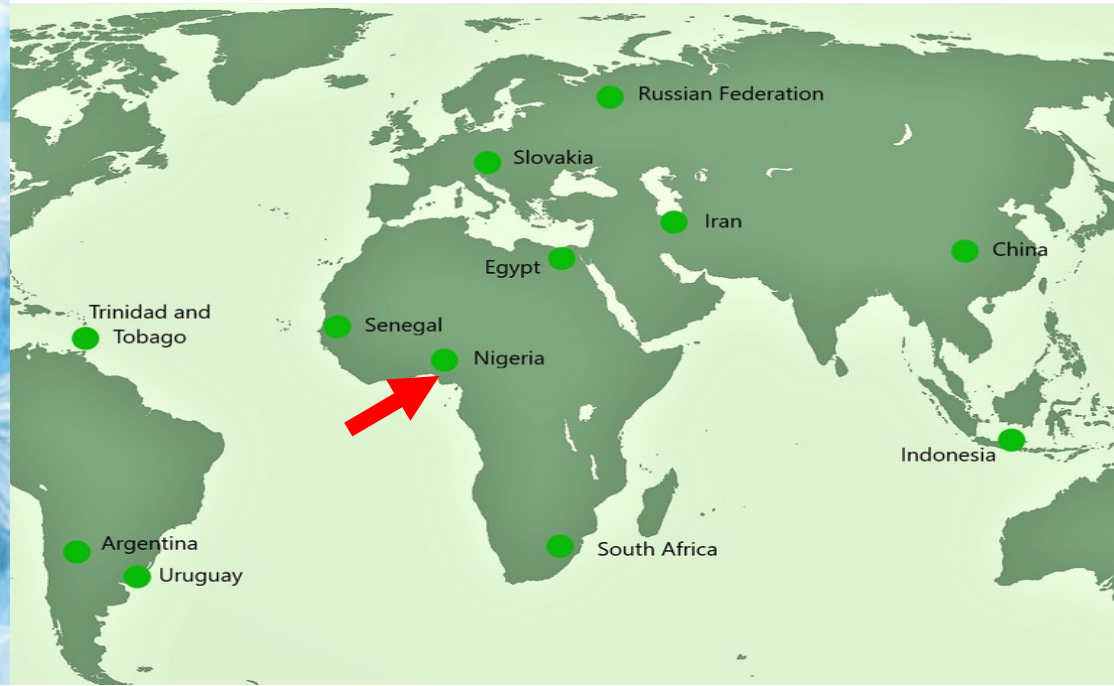 Russian Federation
Slovakia
Iran
China
Egypt
Trinidad and
Tobago
Senegal
Nigeria
Indonesia
Argentina
South Africa
Uruguay